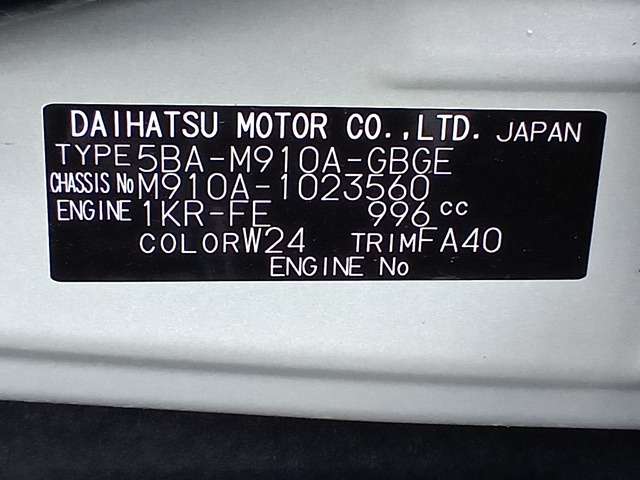 DAIHATSU MOTOR CO.,LTD. JAPAN
TYPE 5BA-M910A-GBGE
CHASSIS No M910A-1023560
ENGINE 1KR-FE 996 cc
COLOR W24 TRIM FA40
ENGINE No